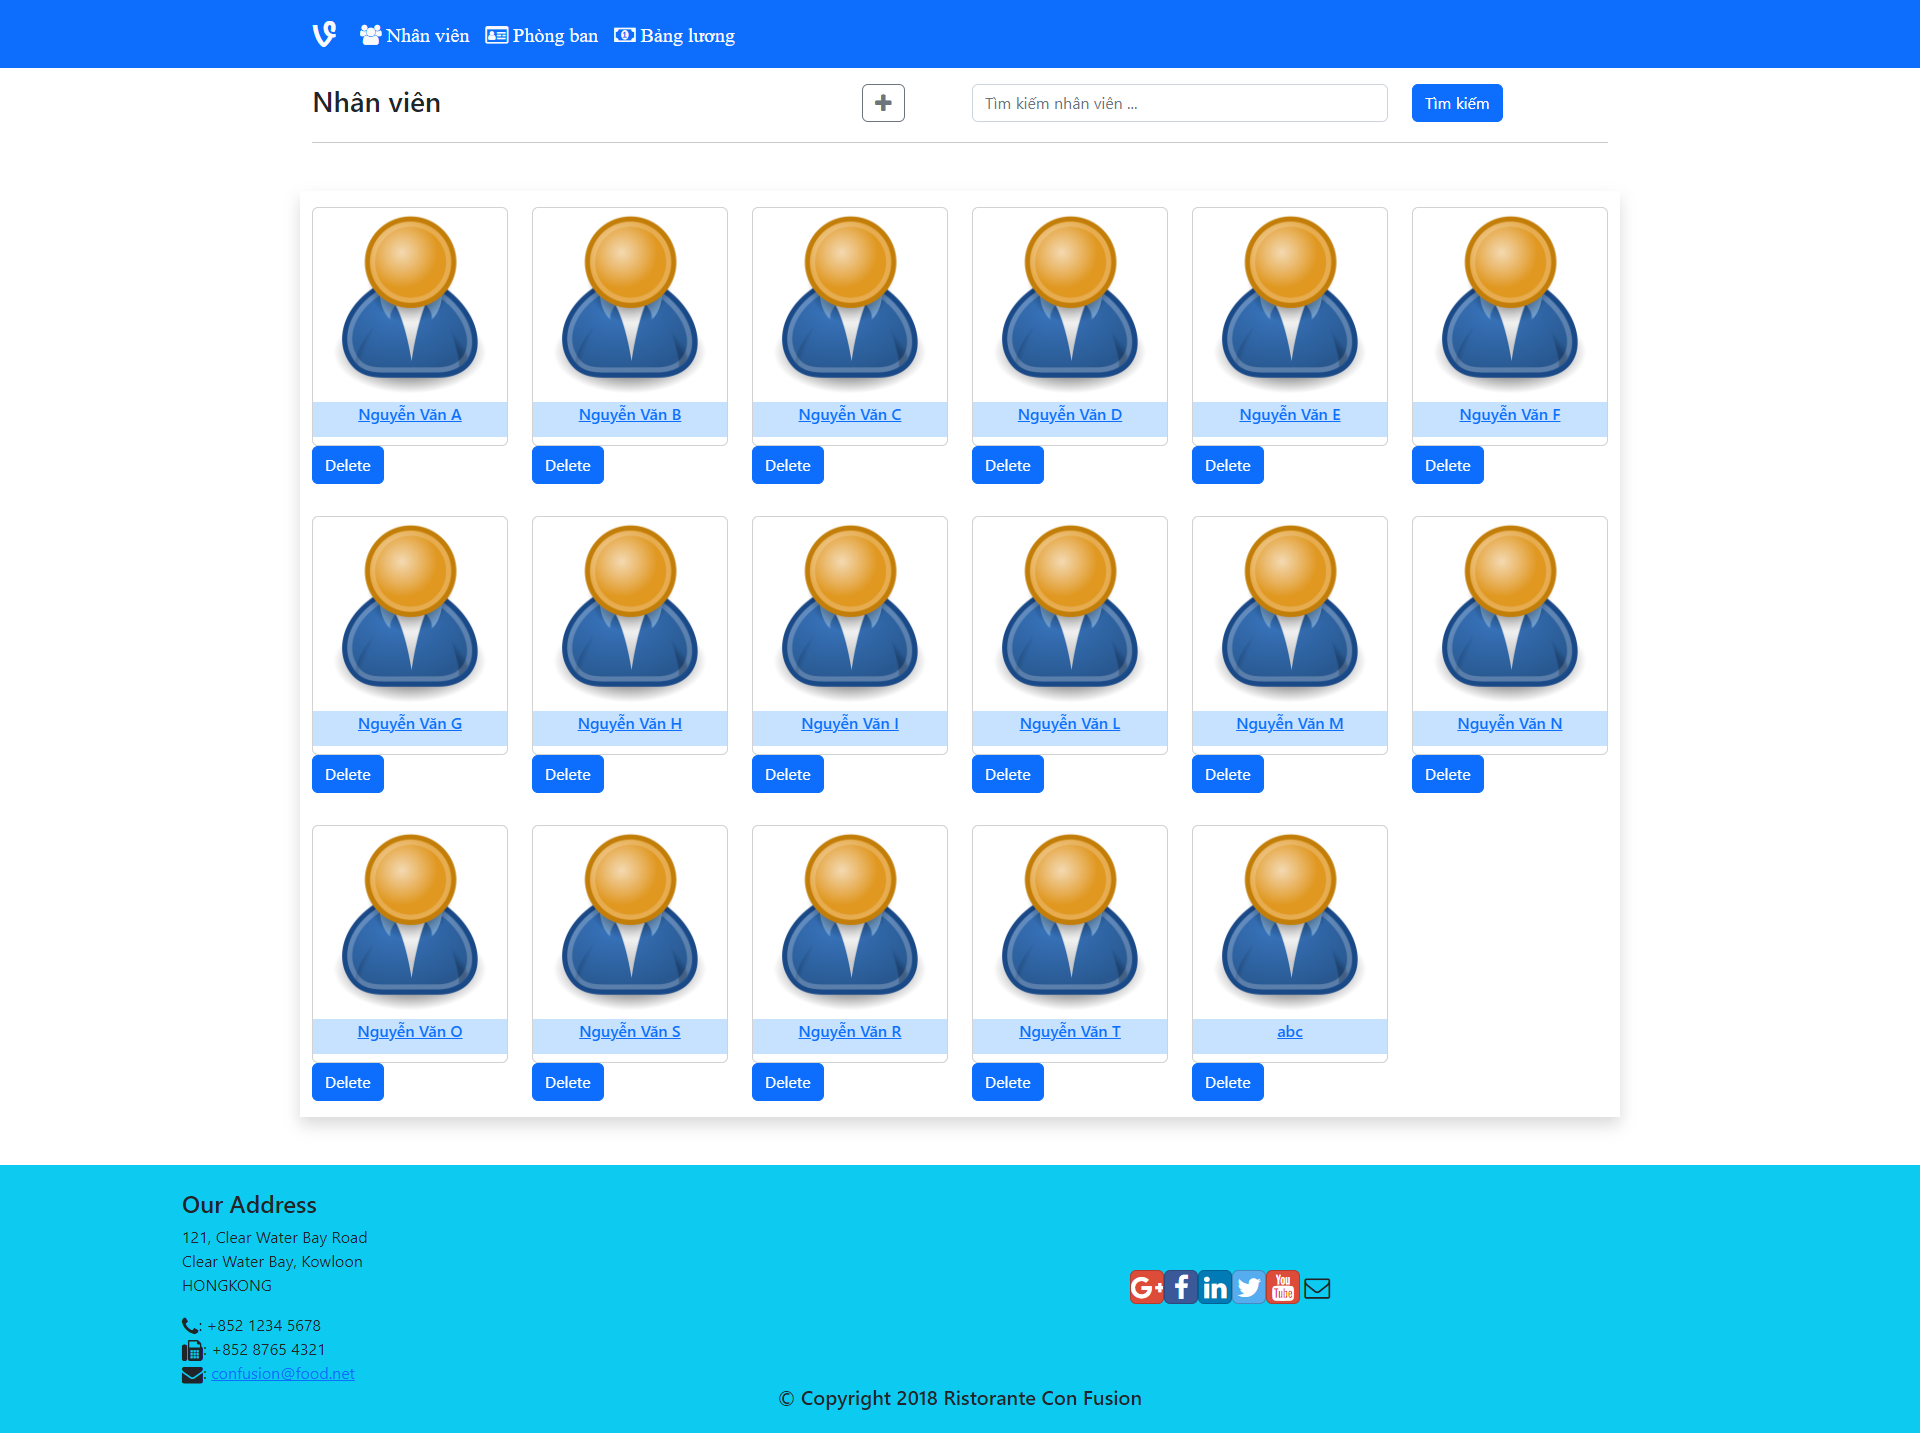 Nhân viên Phòng ban Bảng lương
Nhân viên
Tìm kiếm nhân viên ...
Tìm kiếm
Nguyễn Văn A
Nguyễn Văn B
Nguyễn Văn C
Nguyễn Văn D
Nguyễn Văn E
Nguyễn Văn F
Delete
Delete
Delete
Delete
Delete
Delete
Nguyễn Văn G
Nguyễn Văn H
Nguyễn Văn I
Nguyễn Văn L
Nguyễn Văn M
Nguyễn Văn N
Delete
Delete
Delete
Delete
Delete
Delete
Nguyễn Văn O
Nguyễn Văn S
Nguyễn Văn R
Nguyễn Văn T
abc
Delete
Delete
Delete
Delete
Delete
Our Address
121, Clear Water Bay Road
Clear Water Bay, Kowloon
HONGKONG
: +852 1234 5678
: +852 8765 4321
: confusion@food.net
G+ f in You Tube
© Copyright 2018 Ristorante Con Fusion